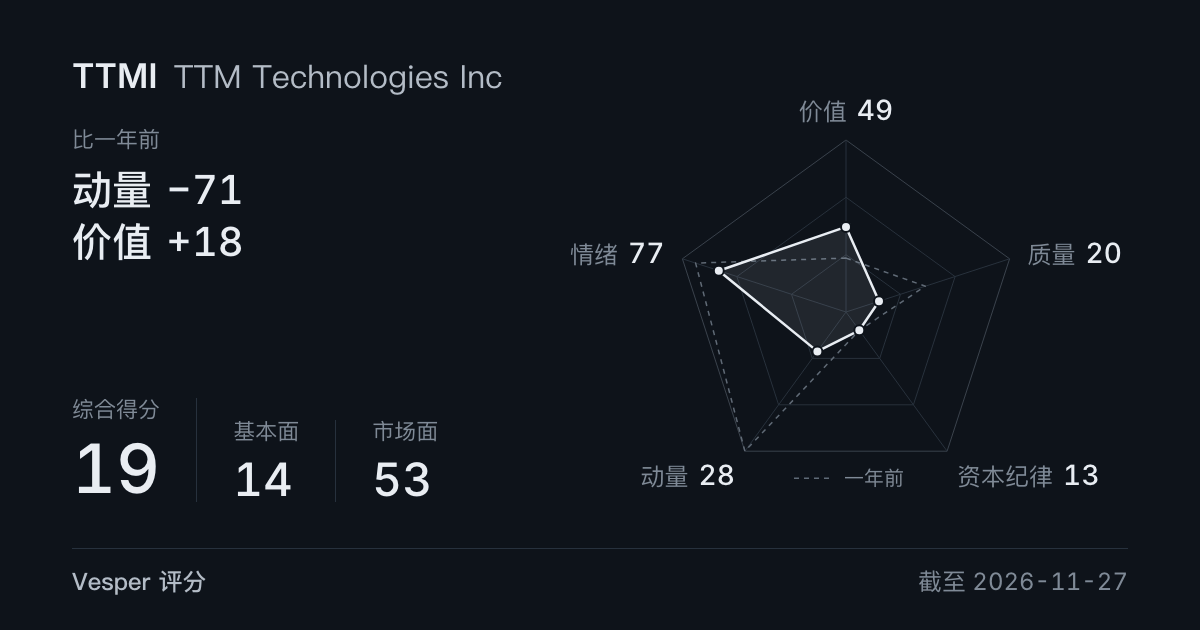 TTMI TTM Technologies Inc
比一年前
动量 −71
价值 +18
价值 49
情绪 77
质量 20
动量 28
一年前
资本纪律 13
综合得分
19
基本面
14
市场面
53
Vesper 评分
截至 2026-11-27